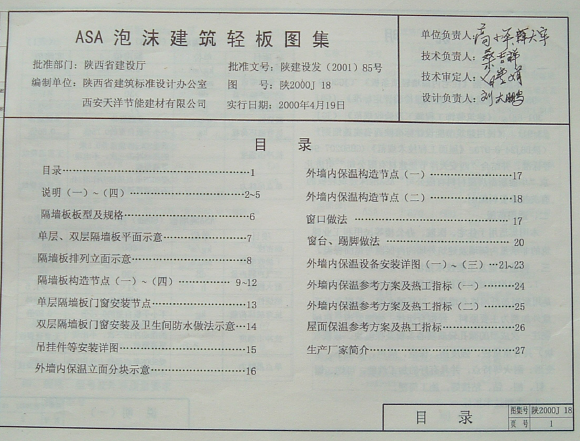 ASA 泡沫建筑轻板图集
批准部门：陕西省建设厅
批准文号：陕建设发（2001）85号
编制单位：陕西省建筑标准设计办公室
图　　号：陕2000J 18
西安天洋节能建材有限公司
实行日期：2000年4月19日
单位负责人：
技术负责人：
技术审定人：
设计负责人：刘大鹏
目　录
目录……1
说明（一）~（四）……2~5
隔墙板板型及规格……6
单层、双层隔墙板平面示意……7
隔墙板排列立面示意……8
隔墙板构造节点（一）~（四）……9~12
单层隔墙板门窗安装节点……13
双层隔墙板门窗安装及卫生间防水做法示意……14
吊挂件等安装详图……15
外墙内保温立面分块示意……16
外墙内保温构造节点（一）……17
外墙内保温构造节点（二）……18
窗口做法……17
窗台、踢脚做法……20
外墙内保温设备安装详图（一）~（三）…21~23
外墙内保温参考方案及热工指标（一）……24
外墙内保温参考方案及热工指标（二）……25
屋面保温参考方案及热工指标……26
生产厂家简介……27
目　录
图集号 陕2000J 18
页　号 1